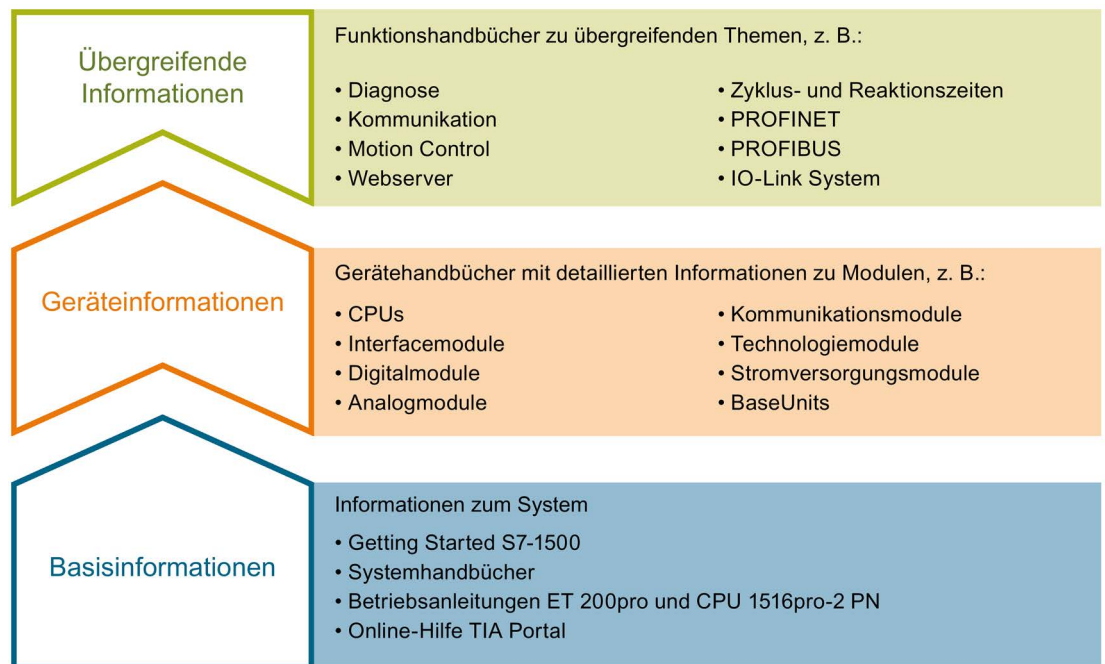 Übergreifende
Informationen
Funktionshandbücher zu übergreifenden Themen, z. B.:
• Diagnose
• Kommunikation
• Motion Control
• Webserver
• Zyklus- und Reaktionszeiten
• PROFINET
• PROFIBUS
• IO-Link System
Geräteinformationen
Gerätehandbücher mit detaillierten Informationen zu Modulen, z. B.:
• CPUs
• Interfacemodule
• Digitalmodule
• Analogmodule
• Kommunikationsmodule
• Technologiemodule
• Stromversorgungsmodule
• BaseUnits
Basisinformationen
Informationen zum System
• Getting Started S7-1500
• Systemhandbücher
• Betriebsanleitungen ET 200pro und CPU 1516pro-2 PN
• Online-Hilfe TIA Portal